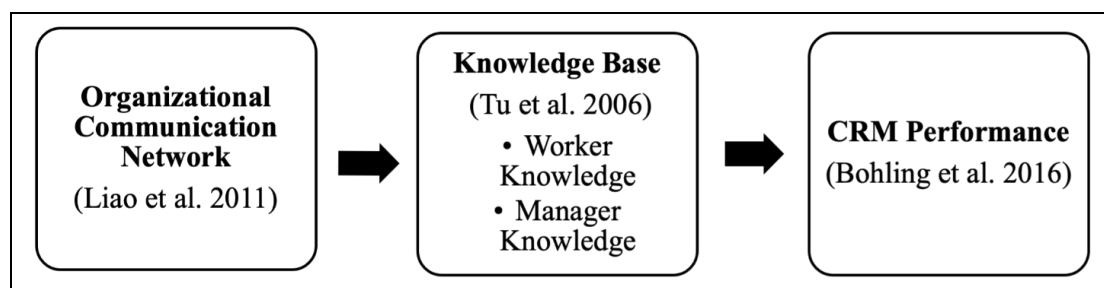 Organizational
Communication
Network
(Liao et al. 2011)
Knowledge Base
(Tu et al. 2006)
• Worker
Knowledge
• Manager
Knowledge
CRM Performance
(Bohling et al. 2016)